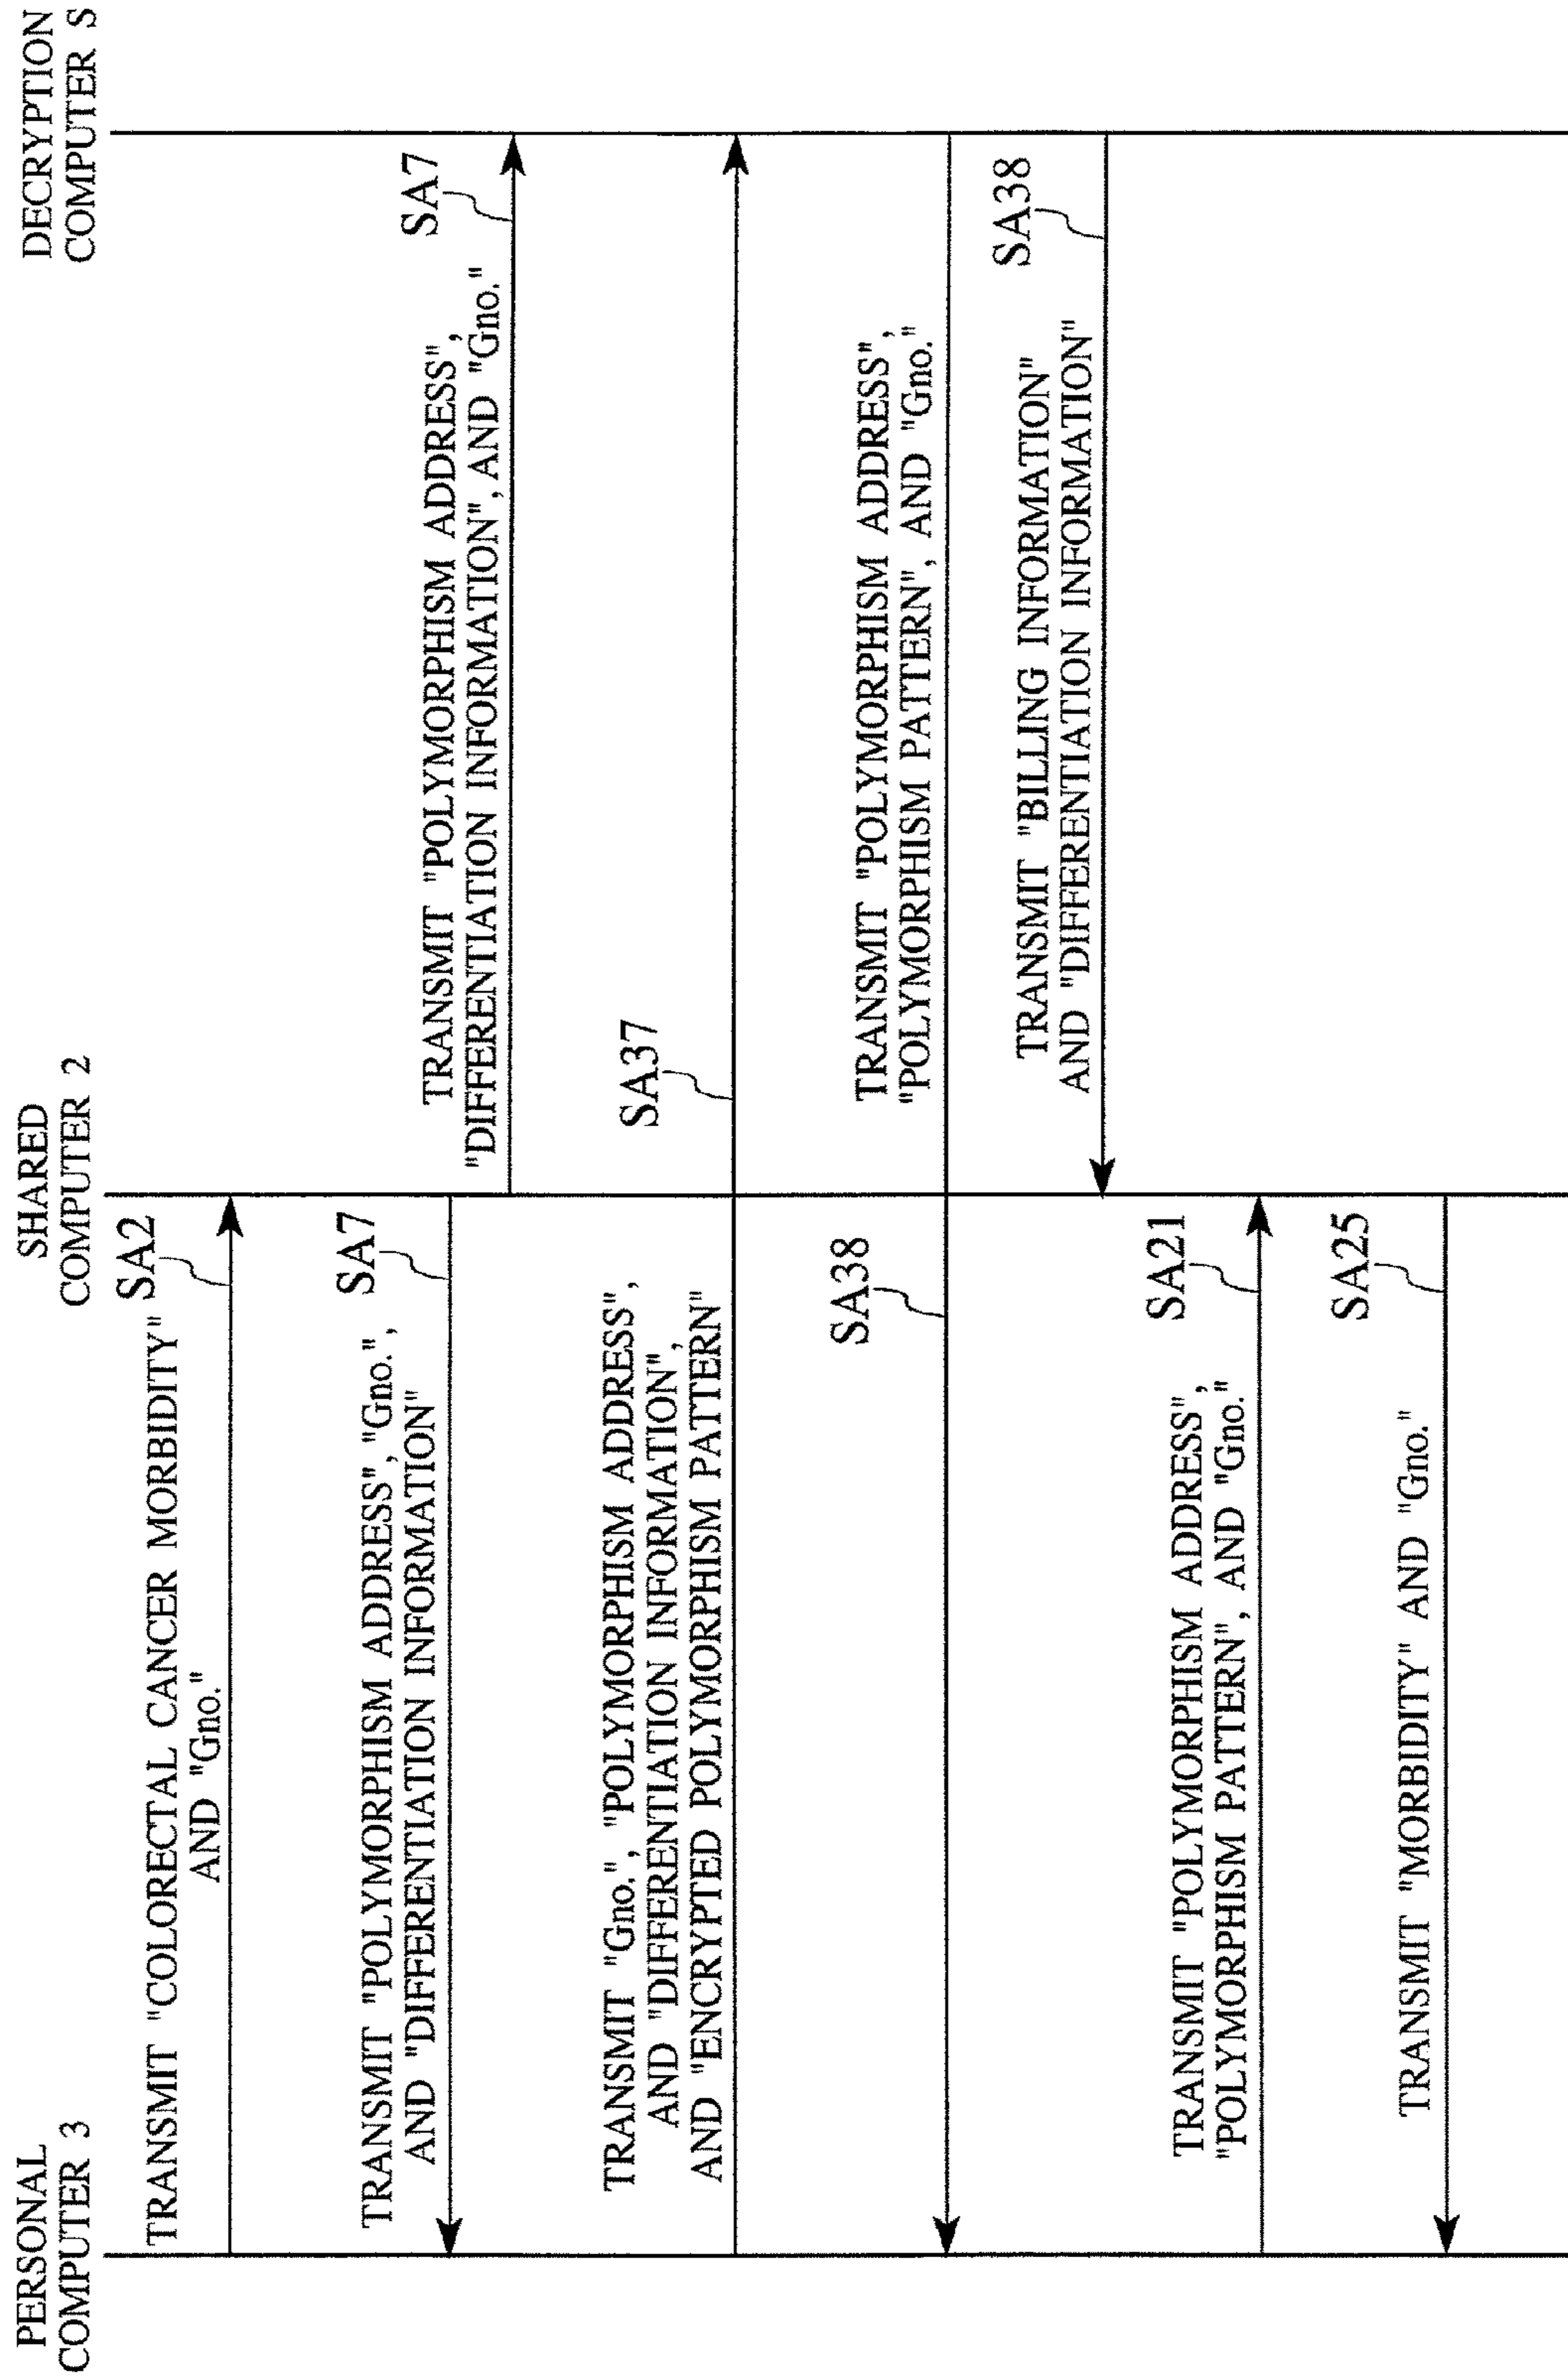 PERSONAL
COMPUTER 3
SHARED
COMPUTER 2
DECRYPTION
COMPUTER S
TRANSMIT "COLORECTAL CANCER MORBIDITY"
AND "Gno."
SA2
TRANSMIT "POLYMORPHISM ADDRESS", "Gno.",
AND "DIFFERENTIATION INFORMATION"
SA7
TRANSMIT "POLYMORPHISM ADDRESS",
"DIFFERENTIATION INFORMATION", AND "Gno."
SA7
TRANSMIT "Gno.", "POLYMORPHISM ADDRESS",
AND "DIFFERENTIATION INFORMATION",
AND "ENCRYPTED POLYMORPHISM PATTERN"
SA37
SA38
TRANSMIT "POLYMORPHISM ADDRESS",
"POLYMORPHISM PATTERN", AND "Gno."
TRANSMIT "BILLING INFORMATION"
AND "DIFFERENTIATION INFORMATION"
SA38
TRANSMIT "POLYMORPHISM ADDRESS",
"POLYMORPHISM PATTERN", AND "Gno."
SA21
TRANSMIT "MORBIDITY" AND "Gno."
SA25